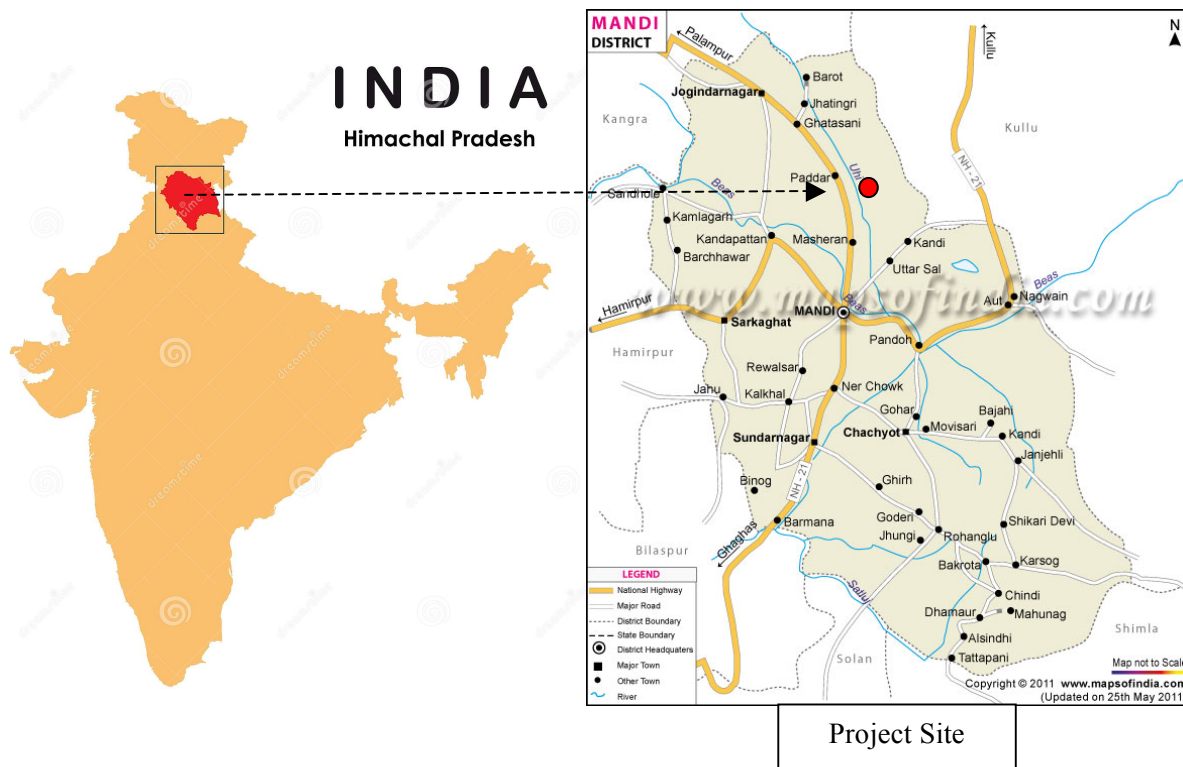 INDIA
Himachal Pradesh
MANDI
DISTRICT
N
Palampur
Kullu
Barot
Jogindarnagar
Jhatingri
Ghatasani
Kangra
Kullu
Uhl
NH - 21
Paddar
Beas
Sandhole
Kamlagarh
Kandapattan
Masheran
Kandi
Barchhawar
Uttar Sal
Beas
www.mapsofindia.com
Nagwain
Aut
Hamirpur
Beas
MANDI
Sarkaghat
Pandoh
Hamirpur
Rewalsar
Jahu
Kalkhal
Ner Chowk
Gohar
Bajahi
Movisari
Sundarnagar
Chachyot
Kandi
Janjehli
NH - 21
Binog
Ghirh
Goderi
Shikari Devi
Barmana
Jhungi
Rohanglu
Ghaghas
Bilaspur
Bakrota
Karsog
LEGEND
National Highway
Major Road
District Boundary
State Boundary
District Headquaters
Major Town
Other Town
River
Satluj
Chindi
Dhamaur
Mahunag
Shimla
Alsindhi
Solan
Tattapani
Map not to Scale
Copyright © 2011 www.mapsofindia.com
(Updated on 25th May 2011)
Project Site
dreamstime